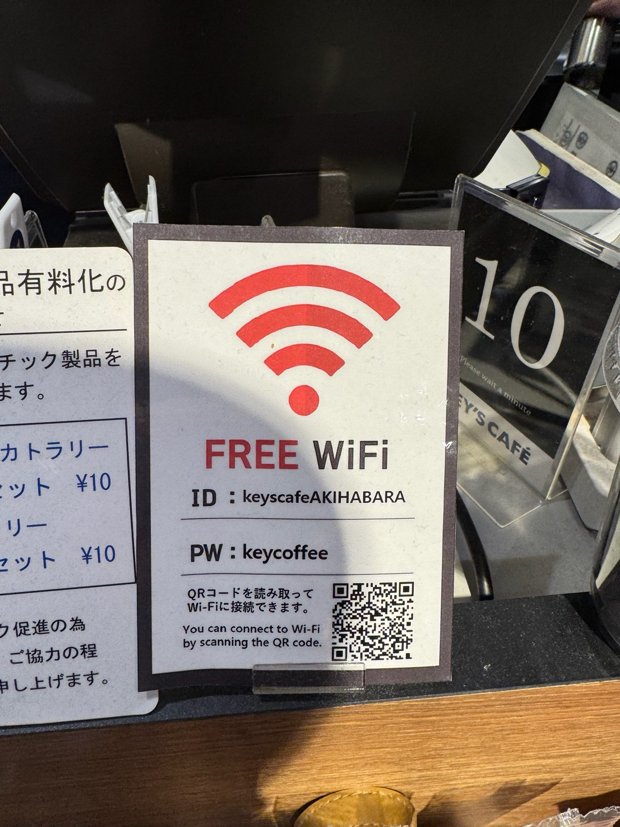 品有料化の
チック製品を
ます。
カトラリー
セット ¥10
リー
セット ¥10
ク促進の為
ご協力の程
申し上げます。
FREE WiFi
ID : keyscafeAKIHABARA
PW : keycoffee
QRコードを読み取って
Wi-Fiに接続できます。
You can connect to Wi-Fi
by scanning the QR code.
10
Please wait a minute
EY'S CAFÉ